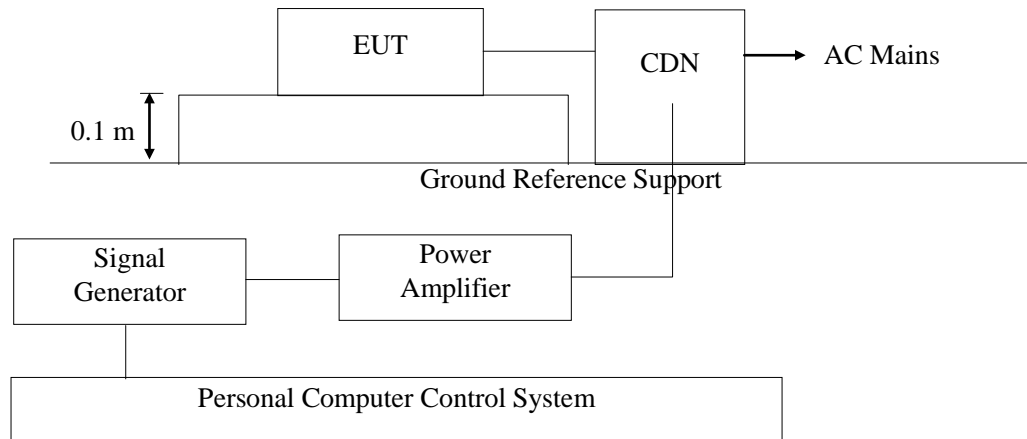 EUT
CDN
AC Mains
0.1 m
Ground Reference Support
Signal
Generator
Power
Amplifier
Personal Computer Control System